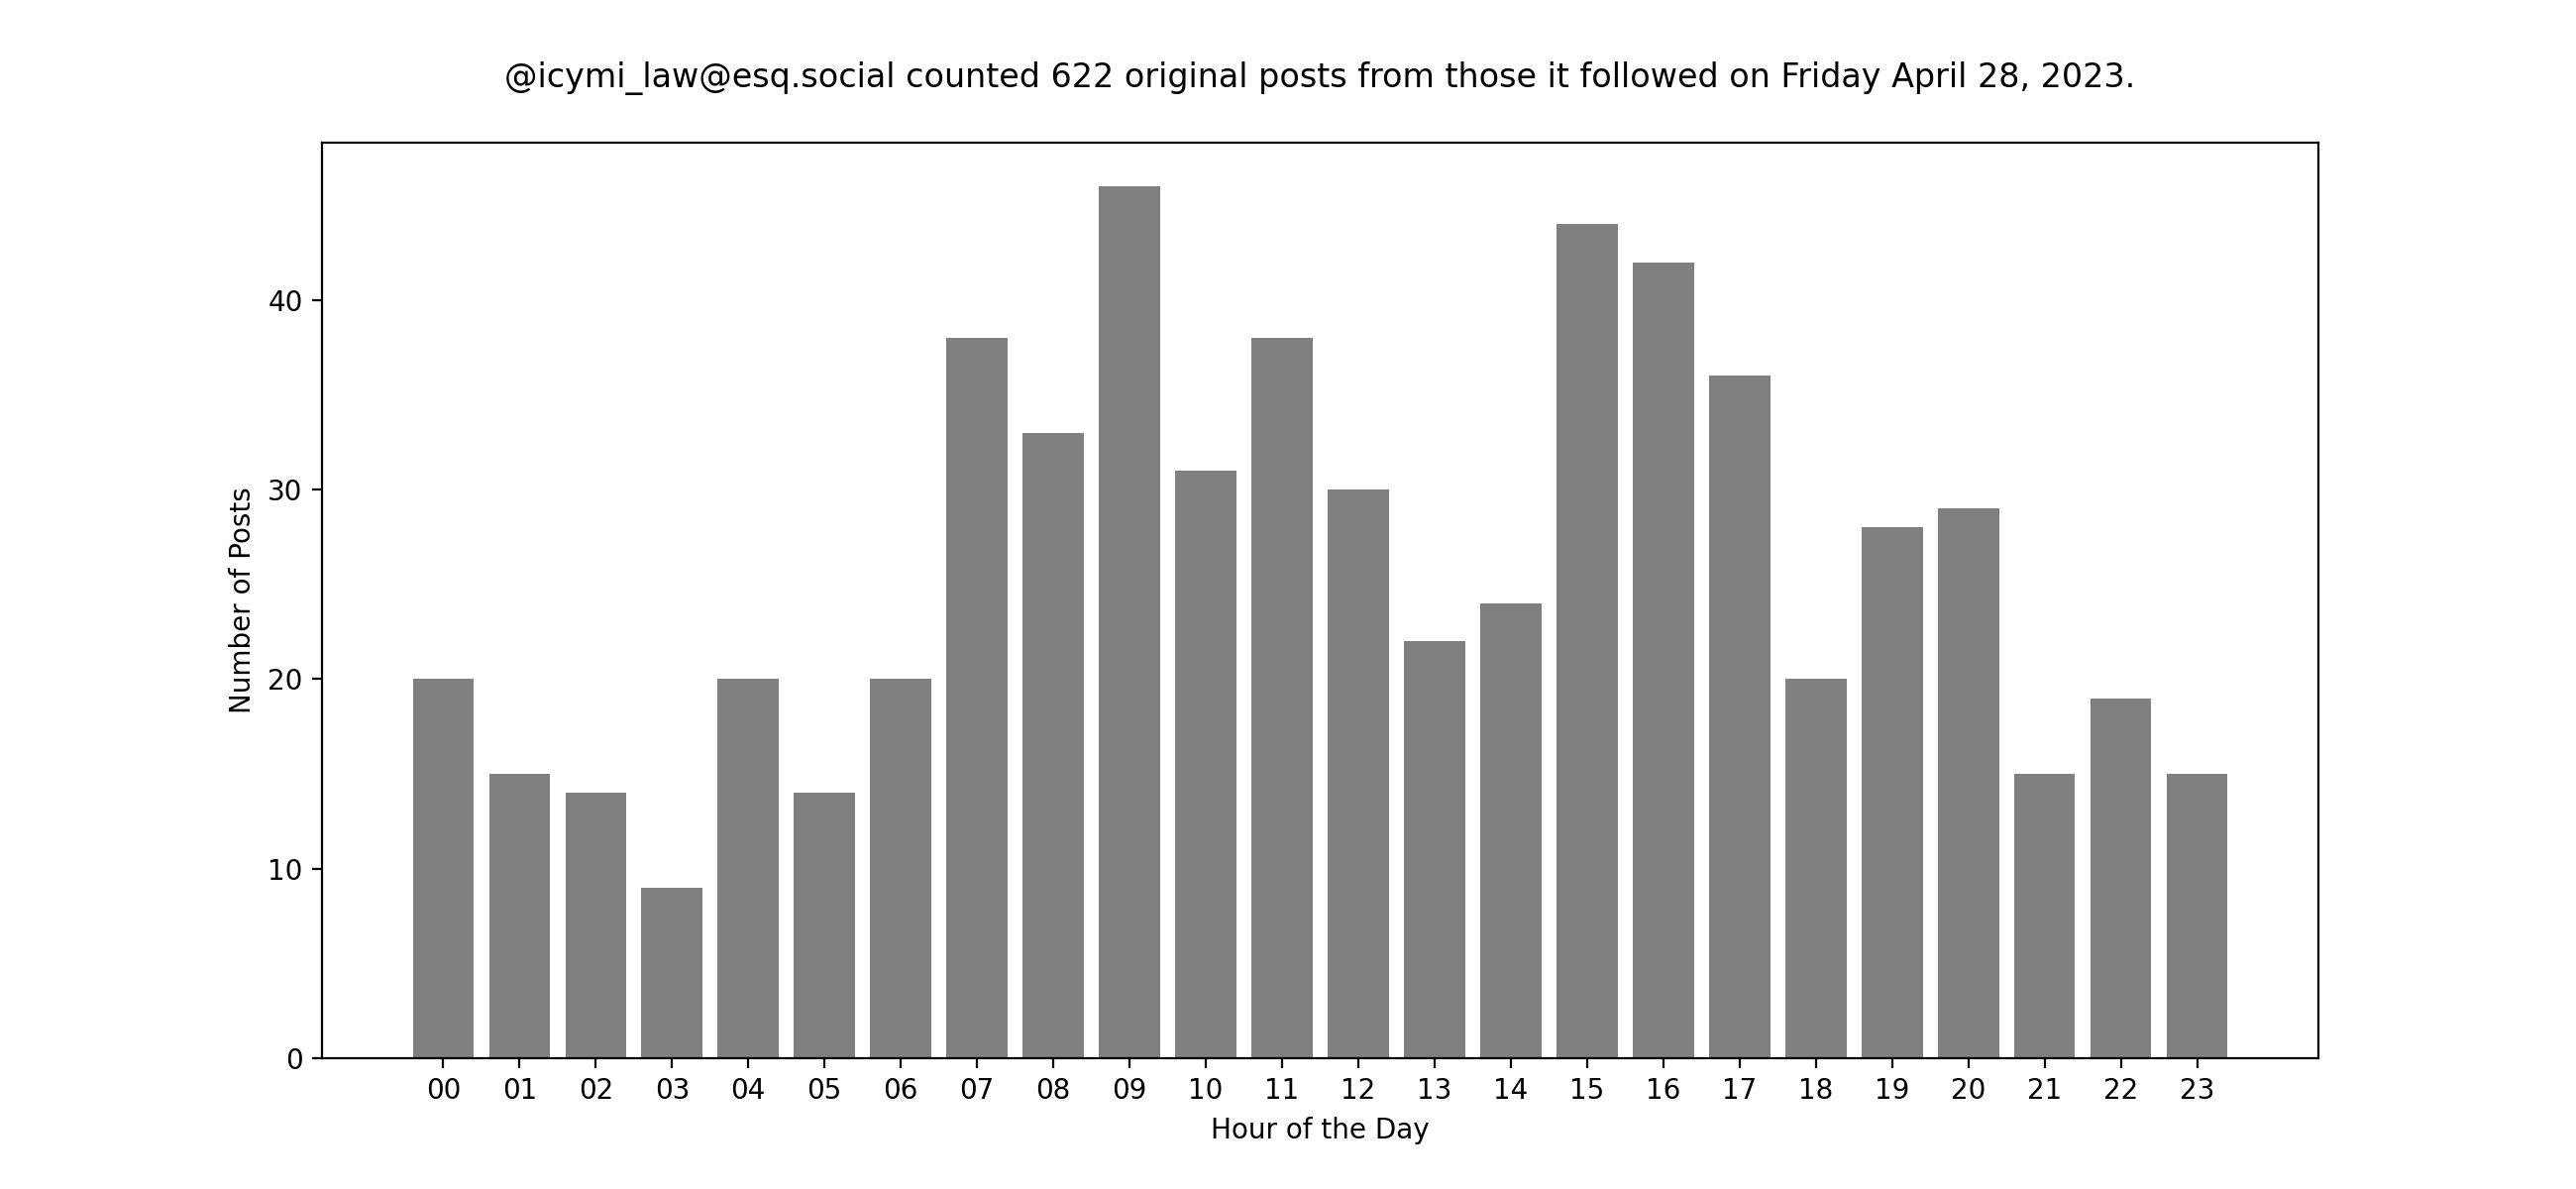 @icymi_law@esq.social counted 622 original posts from those it followed on Friday April 28, 2023.
40
30
20
10
0
Number of Posts
00 01 02 03 04 05 06 07 08 09 10 11 12 13 14 15 16 17 18 19 20 21 22 23
Hour of the Day